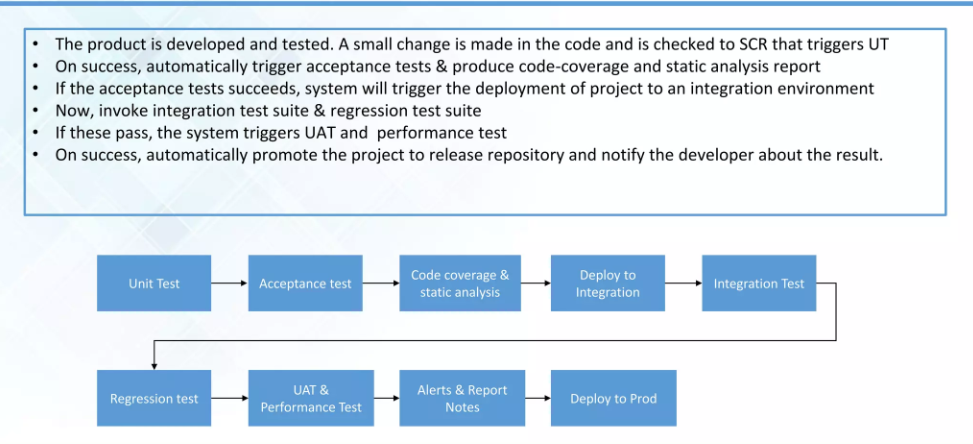 • The product is developed and tested. A small change is made in the code and is checked to SCR that triggers UT
• On success, automatically trigger acceptance tests & produce code-coverage and static analysis report
• If the acceptance tests succeeds, system will trigger the deployment of project to an integration environment
• Now, invoke integration test suite & regression test suite
• If these pass, the system triggers UAT and  performance test
• On success, automatically promote the project to release repository and notify the developer about the result.
Unit Test
Acceptance test
Code coverage &
static analysis
Deploy to
Integration
Integration Test
Regression test
UAT &
Performance Test
Alerts & Report
Notes
Deploy to Prod